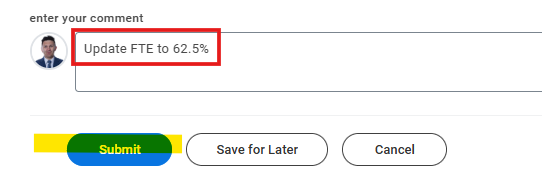 enter your comment
Update FTE to 62.5%
Submit Save for Later Cancel